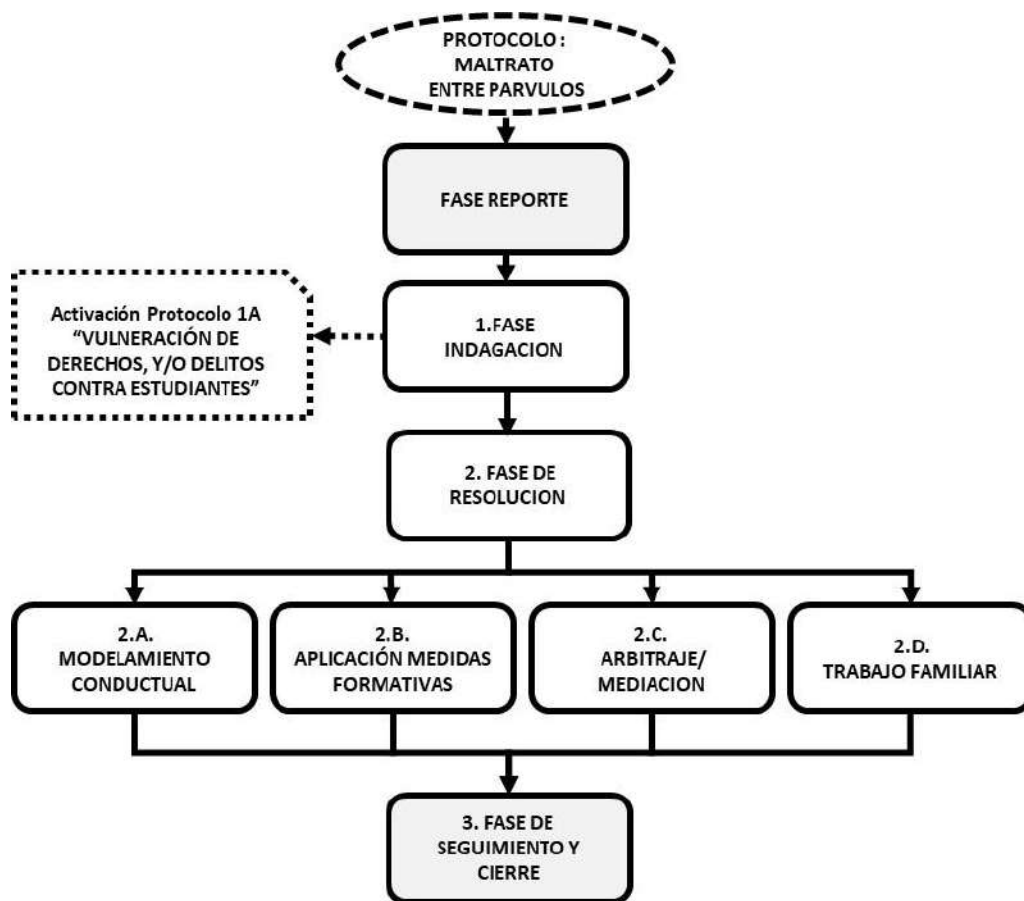 PROTOCOLO :
MALTRATO
ENTRE PARVULOS
FASE REPORTE
Activación Protocolo 1A
“VULNERACIÓN DE
DERECHOS, Y/O DELITOS
CONTRA ESTUDIANTES”
1.FASE
INDAGACION
2. FASE DE
RESOLUCION
2.A.
MODELAMIENTO
CONDUCTUAL
2.B.
APLICACIÓN MEDIDAS
FORMATIVAS
2.C.
ARBITRAJE/
MEDIACION
2.D.
TRABAJO FAMILIAR
3. FASE DE
SEGUIMIENTO Y
CIERRE